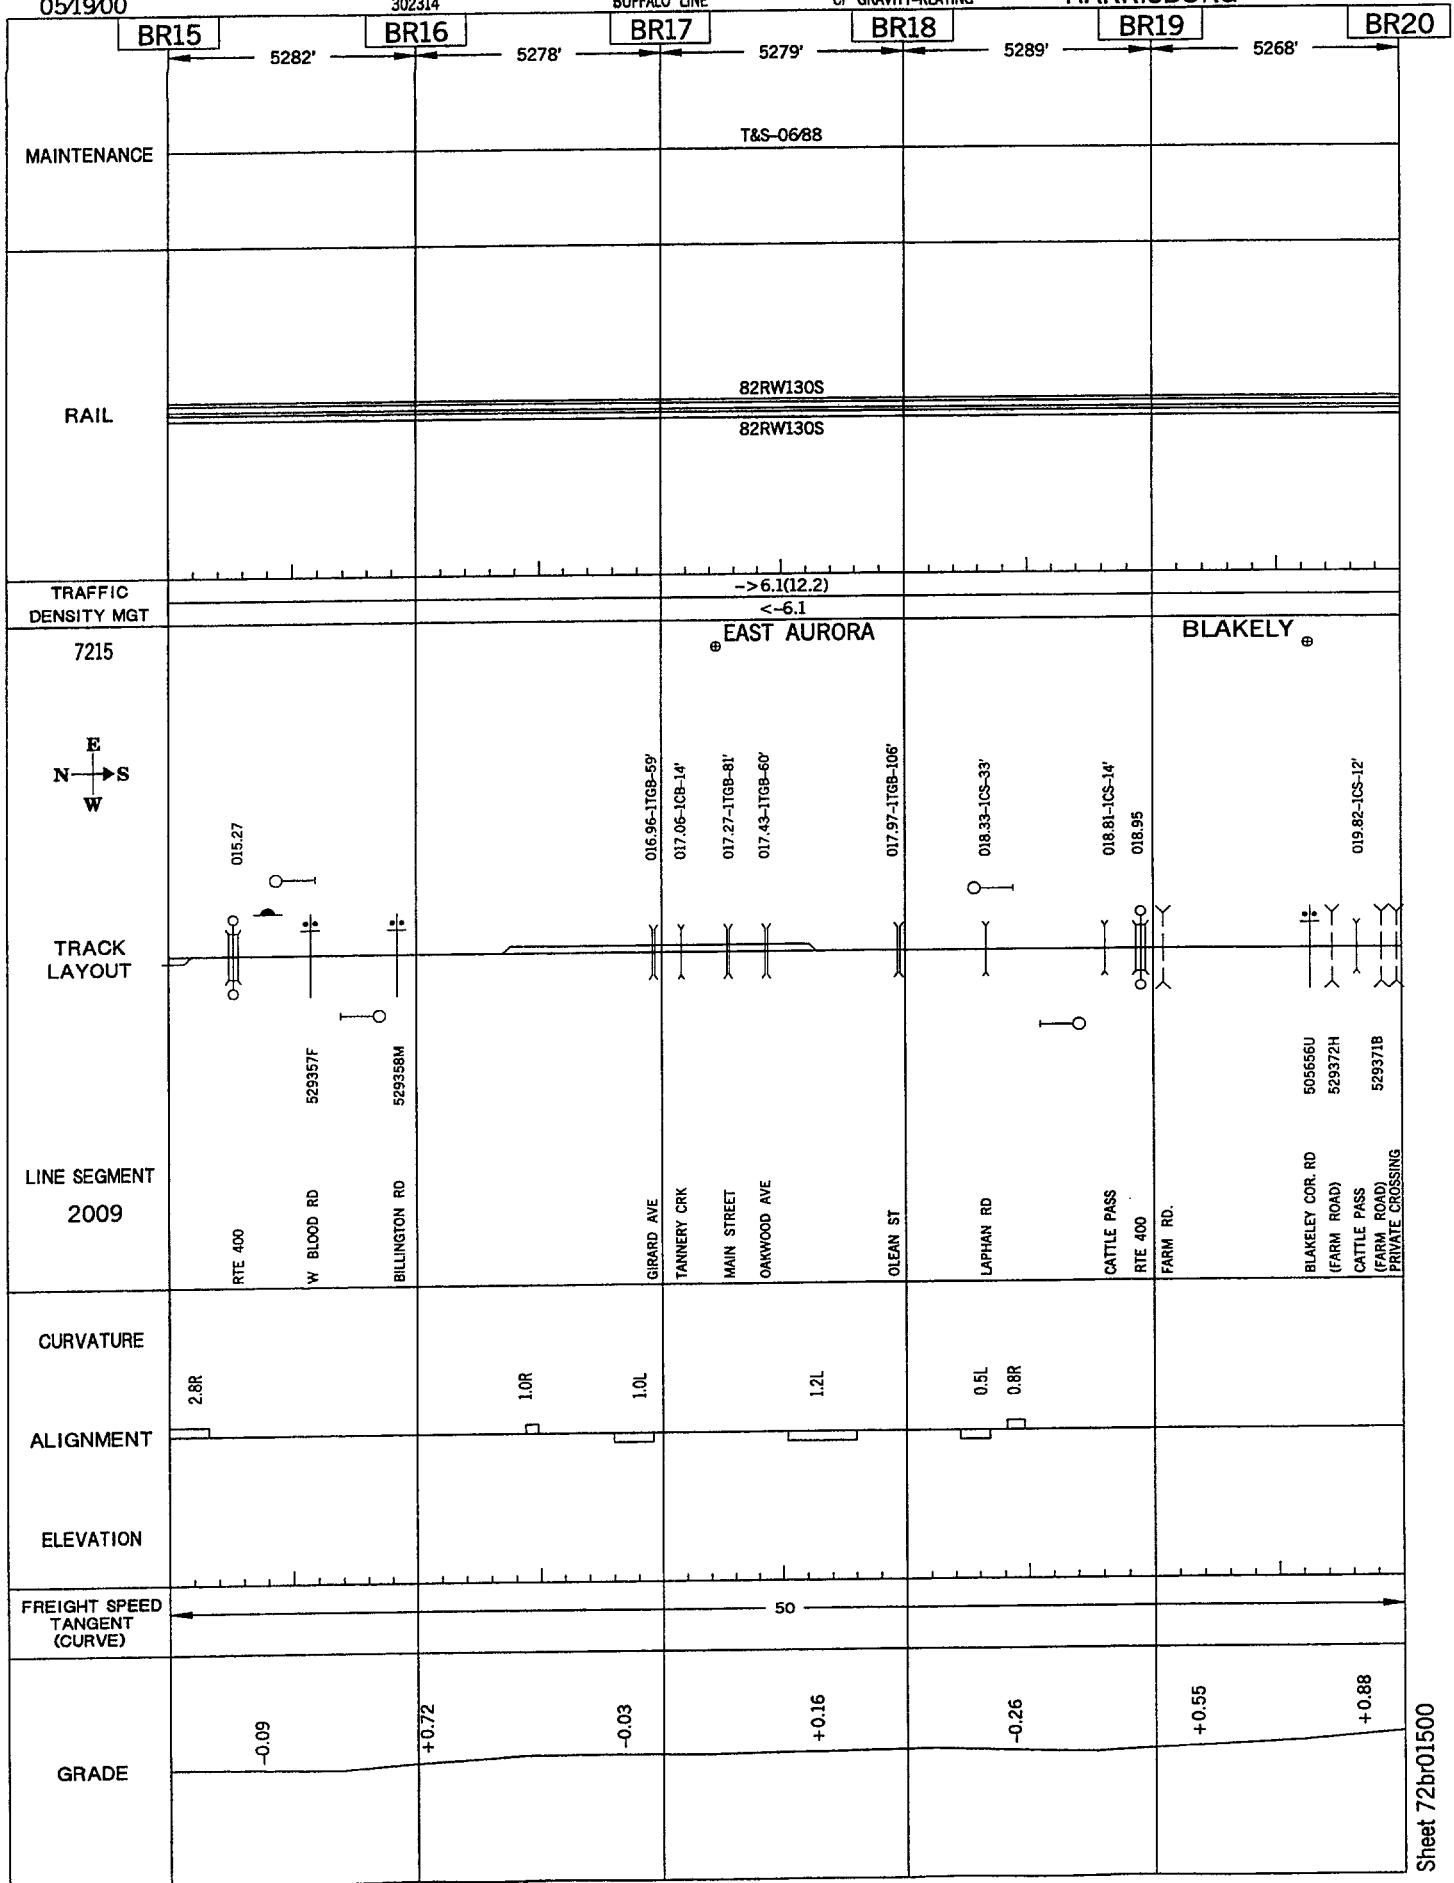 05/19/00
302314
BUFFALO LINE
CP GRAVITY-KEATING
HARRISBURG
BR15
BR16
BR17
BR18
BR19
BR20
5282'
5278'
5279'
5289'
5268'
MAINTENANCE
T&S-06/88
RAIL
82RW130S
82RW130S
TRAFFIC
DENSITY MGT
->6.1(12.2)
<-6.1
7215
EAST AURORA
BLAKELY
E
N
S
W
015.27
016.96-1TGB-59'
017.06-1CB-14'
017.27-1TGB-81'
017.43-1TGB-60'
017.97-1TGB-106'
018.33-1CS-33'
018.81-1CS-14'
018.95
019.82-1CS-12'
TRACK
LAYOUT
529357F
529358M
505656U
529372H
529371B
LINE SEGMENT
2009
RTE 400
W BLOOD RD
BILLINGTON RD
GIRARD AVE
TANNERY CRK
MAIN STREET
OAKWOOD AVE
OLEAN ST
LAPHAN RD
CATTLE PASS
RTE 400
FARM RD.
BLAKELEY COR. RD
(FARM ROAD)
CATTLE PASS
(FARM ROAD)
PRIVATE CROSSING
CURVATURE
2.8R
1.0R
1.0L
1.2L
0.5L
0.8R
ALIGNMENT
ELEVATION
FREIGHT SPEED
TANGENT
(CURVE)
50
GRADE
-0.09
+0.72
-0.03
+0.16
-0.26
+0.55
+0.88
Sheet 72br01500